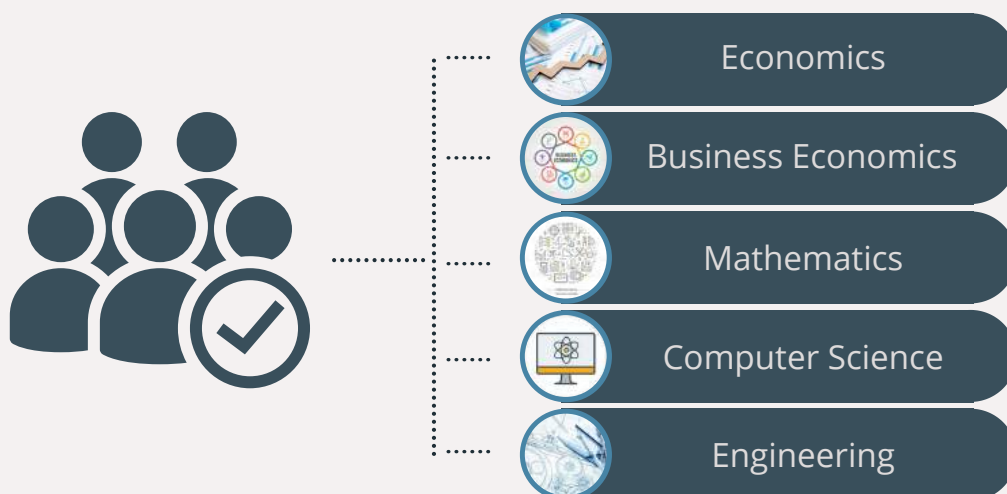 Economics
Business Economics
Mathematics
Computer Science
Engineering